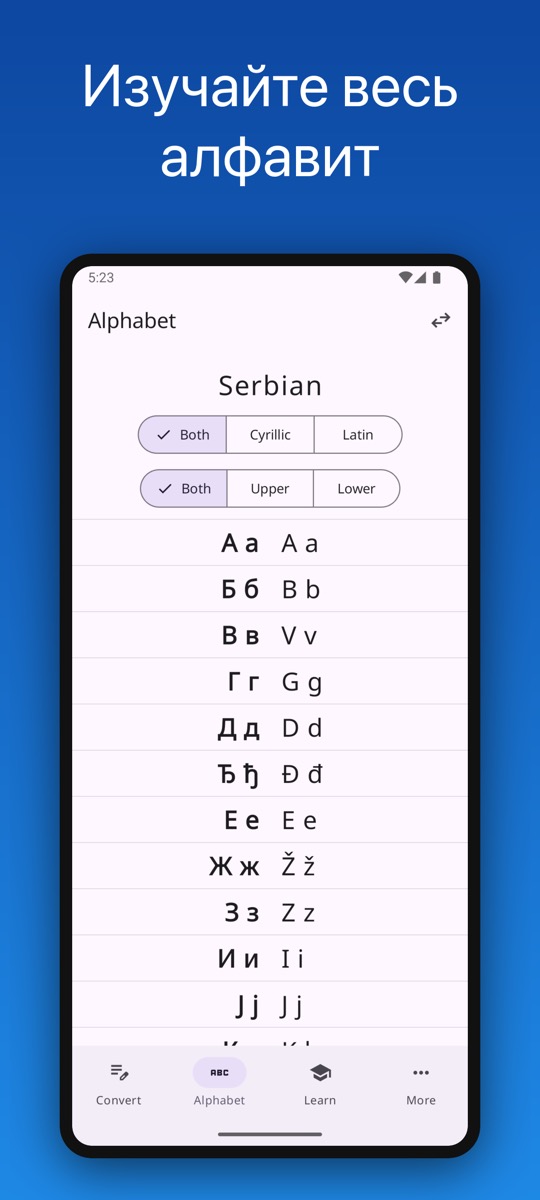 Изучайте весь
алфавит
5:23
Alphabet
Serbian
Both Cyrillic Latin
Both Upper Lower
А а A a
Б б B b
В в V v
Г г G g
Д д D d
Ђ ђ Đ đ
Е е E e
Ж ж Ž ž
З з Z z
И и I i
Ј ј J j
ABC
Convert Alphabet Learn More